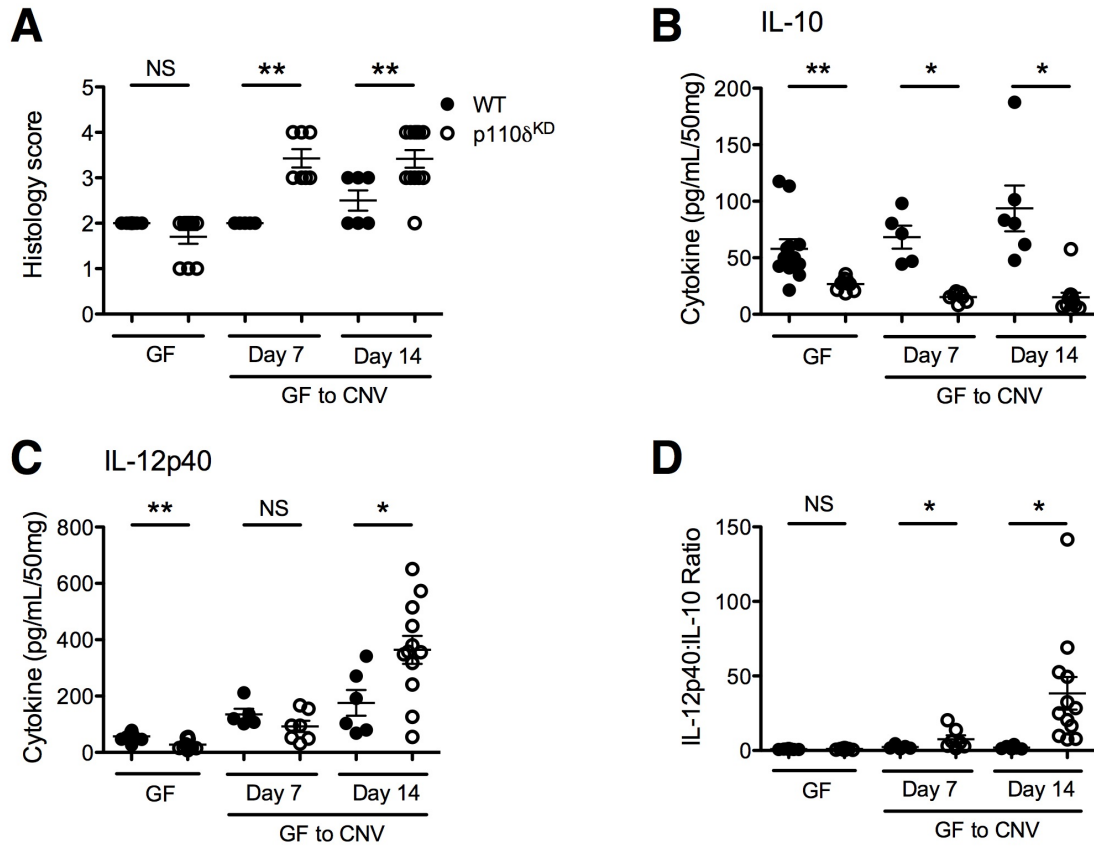 A
NS
**
**
WT
p110δKD
Histology score
5
4
3
2
1
0
GF
Day 7
Day 14
GF to CNV
B
IL-10
**
*
*
Cytokine (pg/mL/50mg)
200
150
100
50
0
GF
Day 7
Day 14
GF to CNV
C
IL-12p40
**
NS
*
Cytokine (pg/mL/50mg)
800
600
400
200
0
GF
Day 7
Day 14
GF to CNV
D
NS
*
*
IL-12p40:IL-10 Ratio
150
100
50
0
GF
Day 7
Day 14
GF to CNV